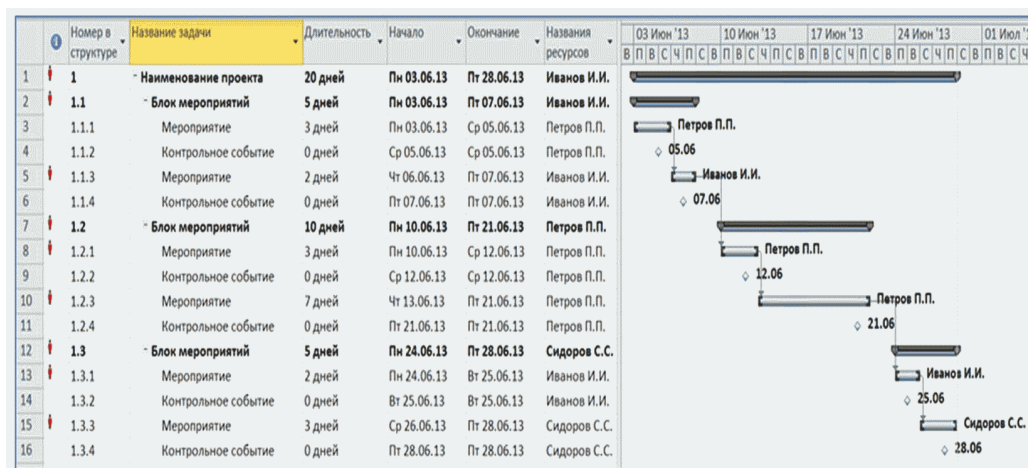 Номер в структуре Название задачи Длительность Начало Окончание Названия ресурсов 03 Июн '13 10 Июн '13 17 Июн '13 24 Июн '13 01 Июл '1
В П В С Ч П С В П В С Ч П С В П В С Ч П С В П В С Ч П С В П В С Ч
1 1 Наименование проекта 20 дней Пн 03.06.13 Пт 28.06.13 Иванов И.И.
2 1.1 Блок мероприятий 5 дней Пн 03.06.13 Пт 07.06.13 Иванов И.И.
3 1.1.1 Мероприятие 3 дней Пн 03.06.13 Ср 05.06.13 Петров П.П. Петров П.П.
4 1.1.2 Контрольное событие 0 дней Ср 05.06.13 Ср 05.06.13 Петров П.П. 05.06
5 1.1.3 Мероприятие 2 дней Чт 06.06.13 Пт 07.06.13 Иванов И.И. Иванов И.И.
6 1.1.4 Контрольное событие 0 дней Пт 07.06.13 Пт 07.06.13 Иванов И.И. 07.06
7 1.2 Блок мероприятий 10 дней Пн 10.06.13 Пт 21.06.13 Петров П.П.
8 1.2.1 Мероприятие 3 дней Пн 10.06.13 Ср 12.06.13 Петров П.П. Петров П.П.
9 1.2.2 Контрольное событие 0 дней Ср 12.06.13 Ср 12.06.13 Петров П.П. 12.06
10 1.2.3 Мероприятие 7 дней Чт 13.06.13 Пт 21.06.13 Петров П.П. Петров П.П.
11 1.2.4 Контрольное событие 0 дней Пт 21.06.13 Пт 21.06.13 Петров П.П. 21.06
12 1.3 Блок мероприятий 5 дней Пн 24.06.13 Пт 28.06.13 Сидоров С.С.
13 1.3.1 Мероприятие 2 дней Пн 24.06.13 Вт 25.06.13 Иванов И.И. Иванов И.И.
14 1.3.2 Контрольное событие 0 дней Вт 25.06.13 Вт 25.06.13 Иванов И.И. 25.06
15 1.3.3 Мероприятие 3 дней Ср 26.06.13 Пт 28.06.13 Сидоров С.С. Сидоров С.С.
16 1.3.4 Контрольное событие 0 дней Пт 28.06.13 Пт 28.06.13 Сидоров С.С. 28.06